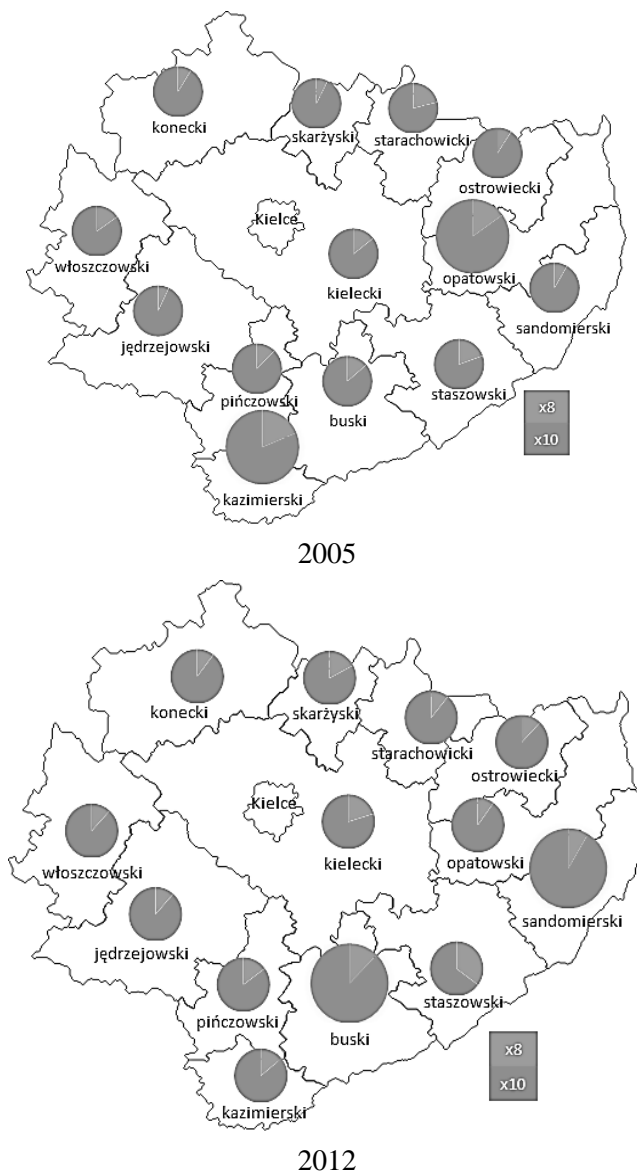 konecki
skarżyski
starachowicki
ostrowiecki
Kielce
włoszczowski
kielecki
opatowski
sandomierski
jędrzejowski
pińczowski
buski
staszowski
x8
x10
kazimierski
2005
konecki
skarżyski
starachowicki
ostrowiecki
Kielce
kielecki
opatowski
włoszczowski
sandomierski
jędrzejowski
staszowski
pińczowski
buski
x8
x10
kazimierski
2012